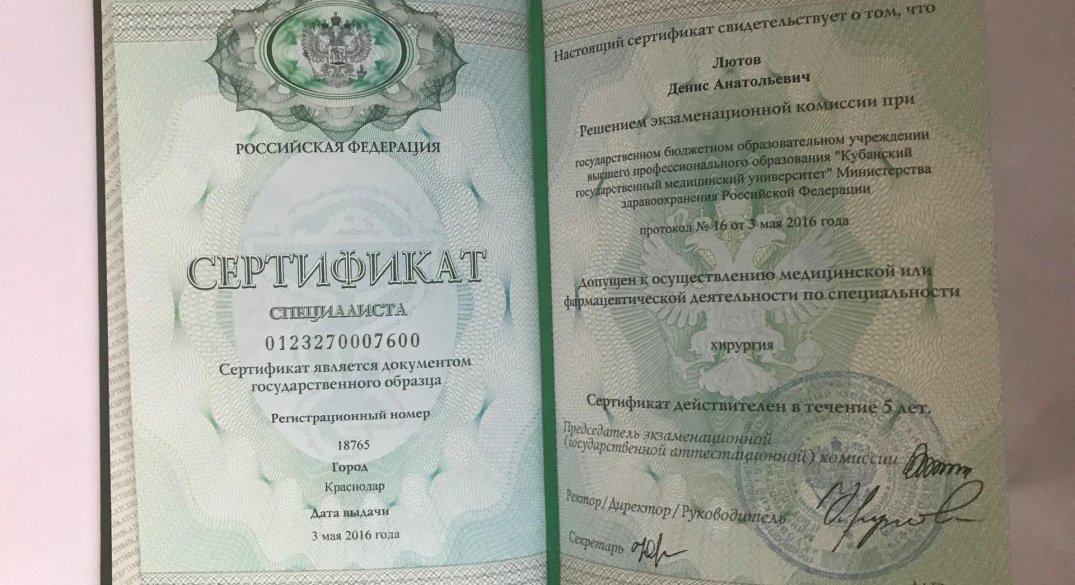 РОССИЙСКАЯ ФЕДЕРАЦИЯ
СЕРТИФИКАТ
СПЕЦИАЛИСТА
0123270007600
Сертификат является документом
государственного образца
Регистрационный номер
18765
Город
Краснодар
Дата выдачи
3 мая 2016 года
Настоящий сертификат свидетельствует о том, что
Лютов
Денис Анатольевич
Решением экзаменационной комиссии при
государственном бюджетном образовательном учреждении
высшего профессионального образования "Кубанский
государственный медицинский университет" Министерства
здравоохранения Российской Федерации
протокол № 16 от 3 мая 2016 года
Допущен к осуществлению медицинской или
фармацевтической деятельности по специальности
хирургия
Сертификат действителен в течение 5 лет.
Председатель экзаменационной
(государственной аттестационной) комиссии
Ректор/Директор/Руководитель
Секретарь